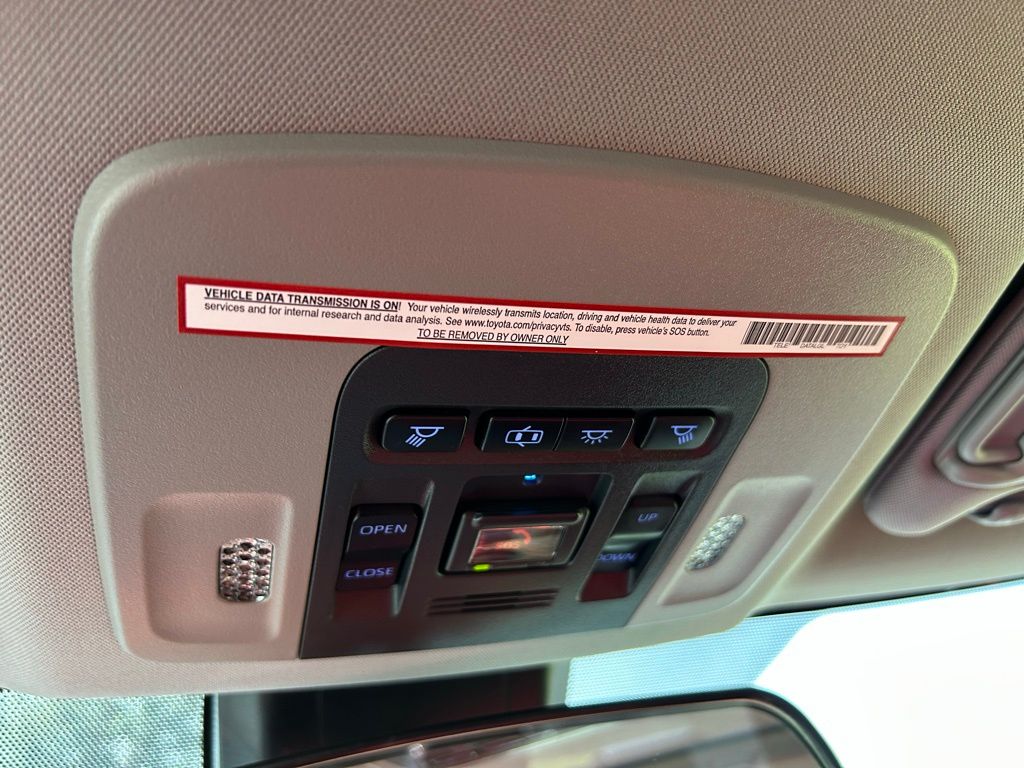 VEHICLE DATA TRANSMISSION IS ON! Your vehicle wirelessly transmits location, driving and vehicle health data to deliver your
services and for internal research and data analysis. See www.toyota.com/privacyvts. To disable, press vehicle's SOS button.
TO BE REMOVED BY OWNER ONLY
OPEN
CLOSE
SOS
UP
DOWN